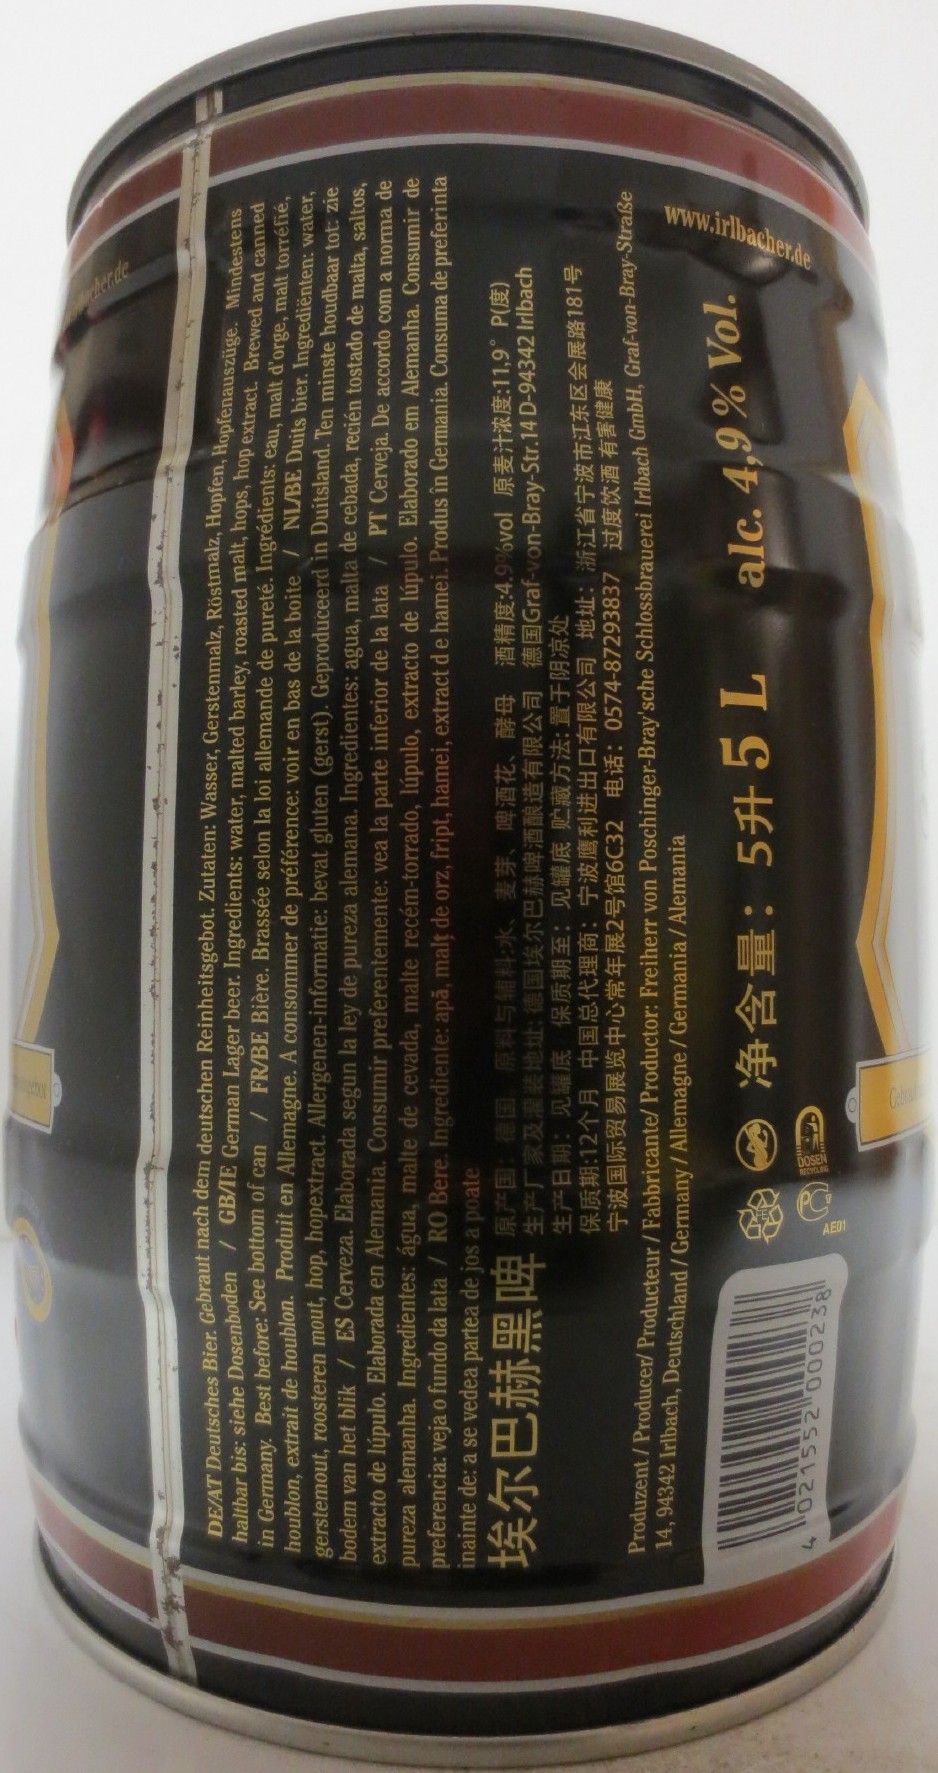 DE/AT Deutsches Bier. Gebraut nach dem deutschen Reinheitsgebot. Zutaten: Wasser, Gerstenmalz, Röstmalz, Hopfen, Hopfenauszüge. Mindestens
haltbar bis: siehe Dosenboden / GB/IE German Lager beer. Ingredients: water, malted barley, roasted malt, hops, hop extract. Brewed and canned
in Germany. Best before: See bottom of can / FR/BE Bière. Brassée selon la loi allemande de pureté. Ingrédients: eau, malt d'orge, malt torréfié,
houblon, extrait de houblon. Produit en Allemagne. A consommer de préférence: voir en bas de la boîte / NL/BE Duits bier. Ingrediënten: water,
gerstemout, roosteren mout, hop, hopextract. Allergenen-informatie: bevat gluten (gerst). Geproduceerd in Duitsland. Ten minste houdbaar tot: zie
bodem van het blik / ES Cerveza. Elaborada segun la ley de pureza alemana. Ingredientes: agua, malta de cebada, recién tostado de malta, saltos,
extracto de lúpulo. Elaborada en Alemania. Consumir preferentemente: vea la parte inferior de la lata / PT Cerveja. De accordo com a norma de
pureza alemanha. Ingredientes: água, malte de cevada, malte recém-torrado, lúpulo, extracto de lúpulo. Elaborado em Alemanha. Consumir de
preferencia: veja o fundo da lata / RO Bere. Ingrediente: apă, malţ de orz, fript, hamei, extract de hamei. Produs în Germania. Consuma de preferinta
inainte de: a se vedea partea de jos a poate
埃尔巴赫黑啤
原产国：德国 原料与辅料:水、麦芽、啤酒花、酵母 酒精度:4.9%vol 原麦汁浓度:11,9° P(度)
生产厂家及灌装地址: 德国埃尔巴赫啤酒酿造有限公司 德国Graf-von-Bray-Str.14 D-94342 Irlbach
生产日期：见罐底 保质期至：见罐底 贮藏方法:置于阴凉处
保质期:12个月 中国总代理商：宁波鹰利进出口有限公司 地址：浙江省宁波市江东区会展路181号
宁波国际贸易展览中心常年展2号馆6C32 电话：0574-87293837 过度饮酒 有害健康
Produzent / Producer/ Producteur / Fabbricante/ Productor: Freiherr von Poschinger-Bray'sche Schlossbrauerei Irlbach GmbH, Graf-von-Bray-Straße
14, 94342 Irlbach, Deutschland / Germany / Allemagne / Germania / Alemania
净含量：5升 5 L alc. 4,9 % Vol.
www.irlbacher.de
DOSEN
RECYCLING
AE01
4 021552 000238